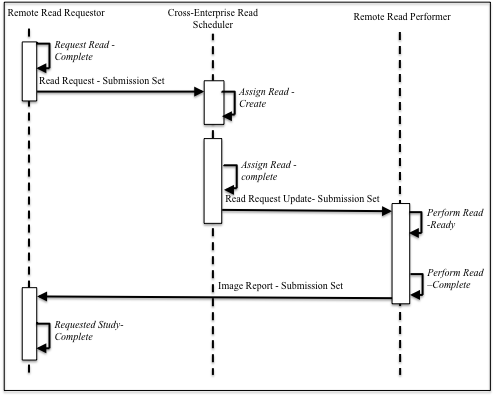 Remote Read Requestor
Cross-Enterprise Read
Scheduler
Remote Read Performer
Request Read -
Complete
Read Request - Submission Set
Assign Read -
Create
Assign Read -
complete
Read Request Update- Submission Set
Perform Read
-Ready
Perform Read
–Complete
Image Report - Submission Set
Requested Study-
Complete